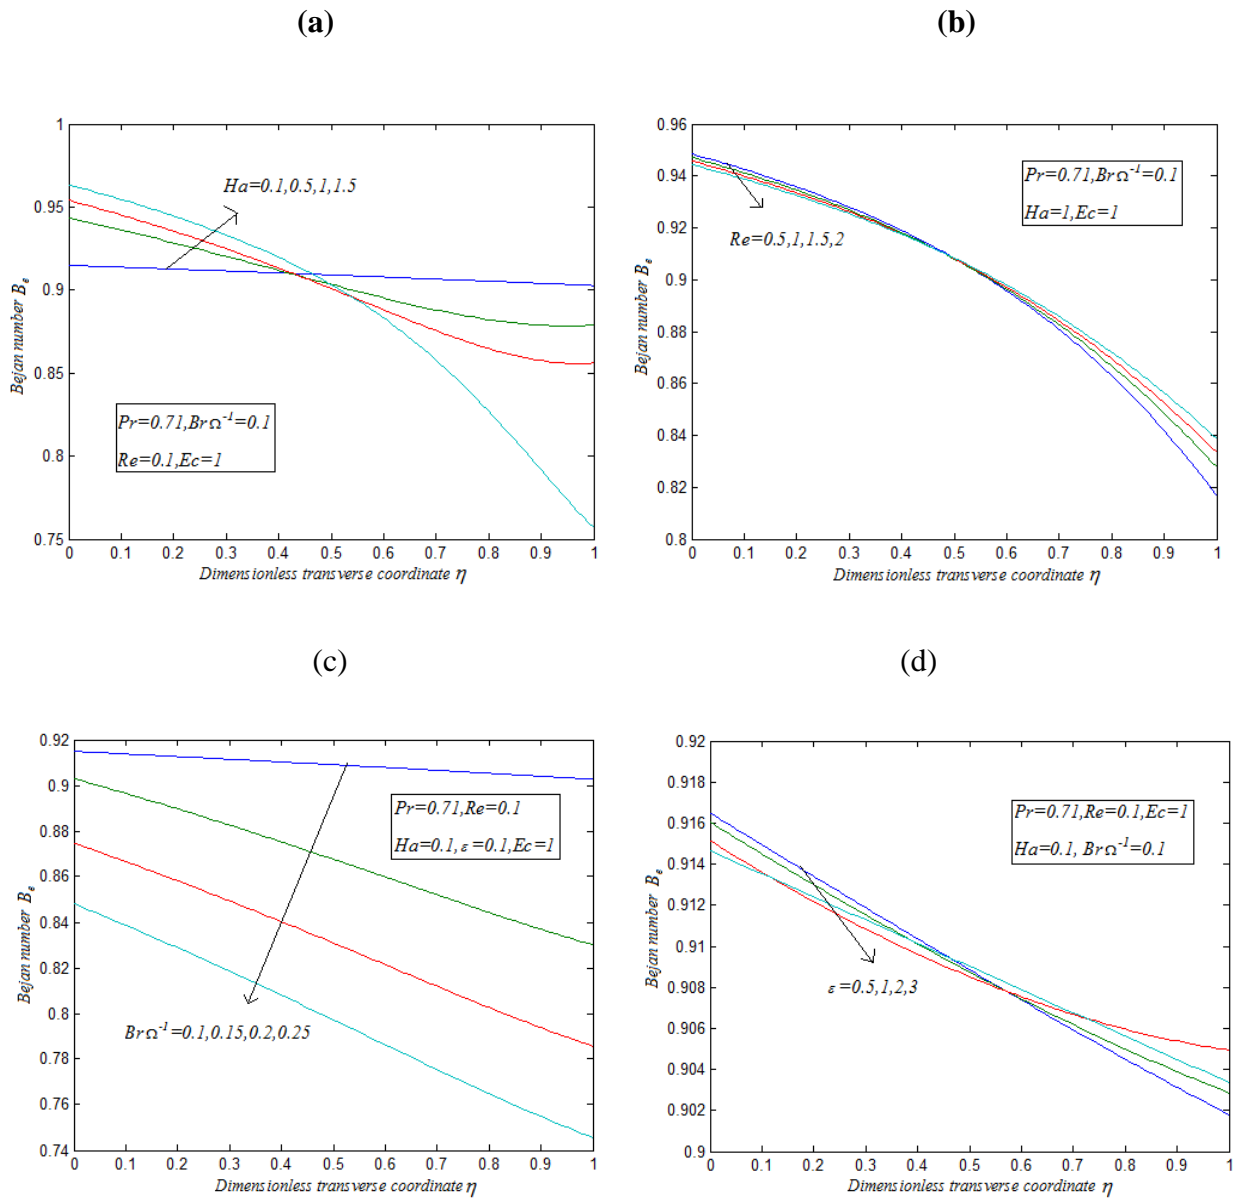 (a)
1
0.95
0.9
0.85
0.8
0.75
0 0.1 0.2 0.3 0.4 0.5 0.6 0.7 0.8 0.9 1
Bejan number Bₑ
Dimensionless transverse coordinate η
Ha=0.1,0.5,1,1.5
Pr=0.71,BrΩ⁻¹=0.1
Re=0.1,Ec=1
(b)
0.96
0.94
0.92
0.9
0.88
0.86
0.84
0.82
0.8
0 0.1 0.2 0.3 0.4 0.5 0.6 0.7 0.8 0.9 1
Bejan number Bₑ
Dimensionless transverse coordinate η
Pr=0.71,BrΩ⁻¹=0.1
Ha=1,Ec=1
Re=0.5,1,1.5,2
(c)
0.92
0.9
0.88
0.86
0.84
0.82
0.8
0.78
0.76
0.74
0 0.1 0.2 0.3 0.4 0.5 0.6 0.7 0.8 0.9 1
Bejan number Bₑ
Dimensionless transverse coordinate η
Pr=0.71,Re=0.1
Ha=0.1,ε=0.1,Ec=1
BrΩ⁻¹=0.1,0.15,0.2,0.25
(d)
0.92
0.918
0.916
0.914
0.912
0.91
0.908
0.906
0.904
0.902
0.9
0 0.1 0.2 0.3 0.4 0.5 0.6 0.7 0.8 0.9 1
Bejan number Bₑ
Dimensionless transverse coordinate η
Pr=0.71,Re=0.1,Ec=1
Ha=0.1, BrΩ⁻¹=0.1
ε=0.5,1,2,3